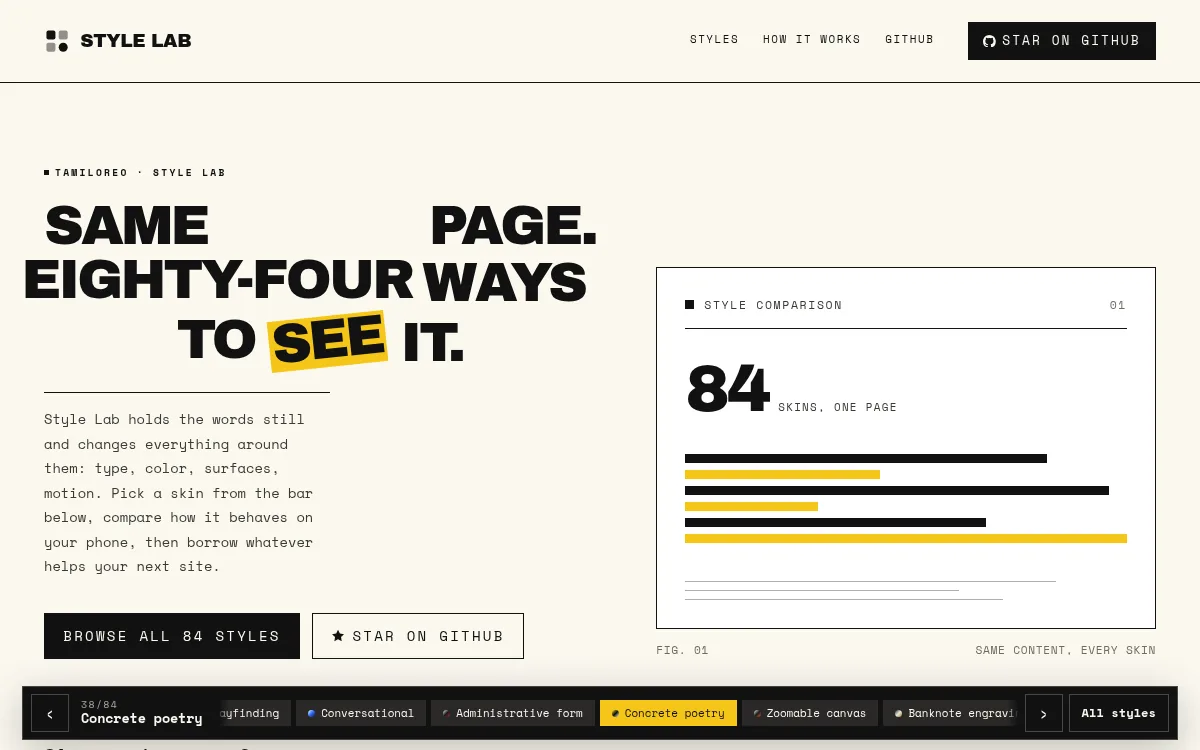 STYLE LAB
STYLES
HOW IT WORKS
GITHUB
STAR ON GITHUB
TAMILOREO · STYLE LAB
SAME PAGE.
EIGHTY-FOUR WAYS
TO SEE IT.
Style Lab holds the words still
and changes everything around
them: type, color, surfaces,
motion. Pick a skin from the bar
below, compare how it behaves on
your phone, then borrow whatever
helps your next site.
BROWSE ALL 84 STYLES
STAR ON GITHUB
STYLE COMPARISON
01
84
SKINS, ONE PAGE
FIG. 01
SAME CONTENT, EVERY SKIN
38/84
Concrete poetry
ayfinding
Conversational
Administrative form
Concrete poetry
Zoomable canvas
Banknote engravi
All styles